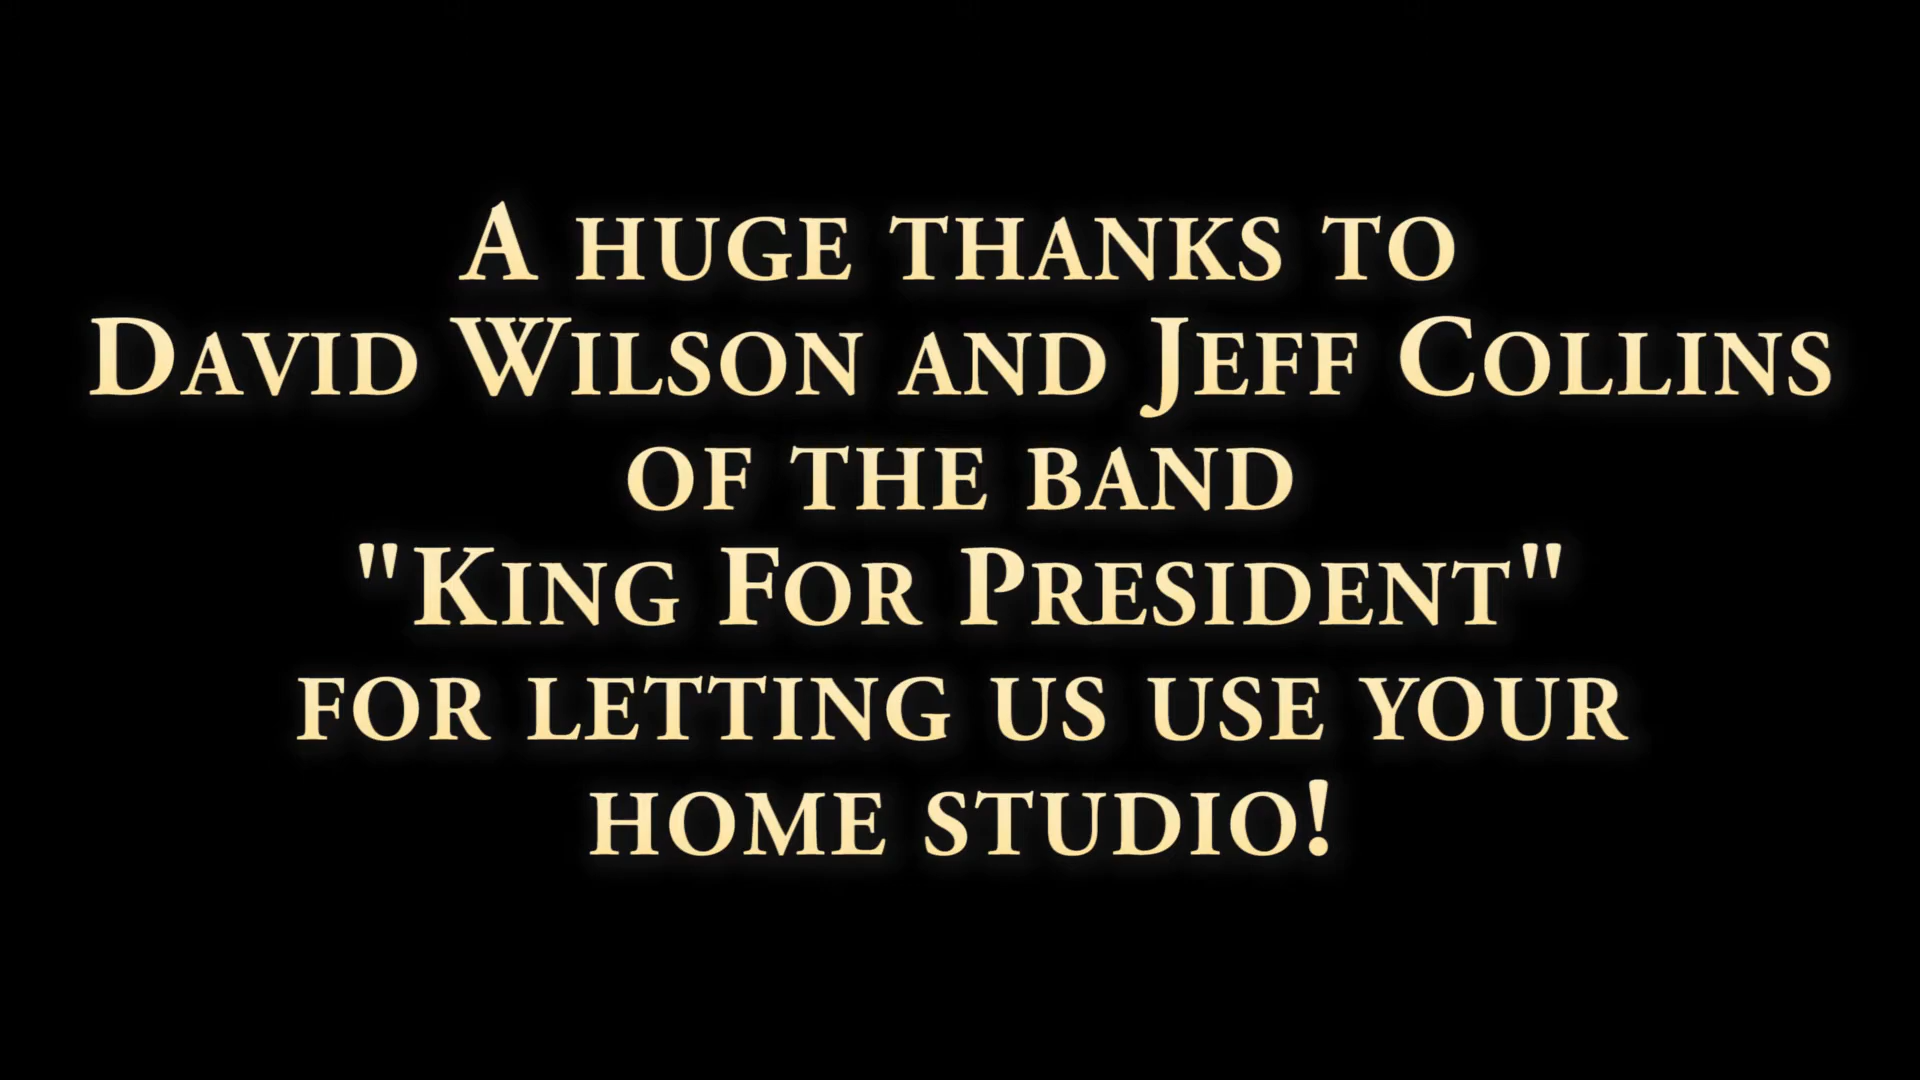 A huge thanks to
David Wilson and Jeff Collins
of the band
"King For President"
for letting us use your
home studio!